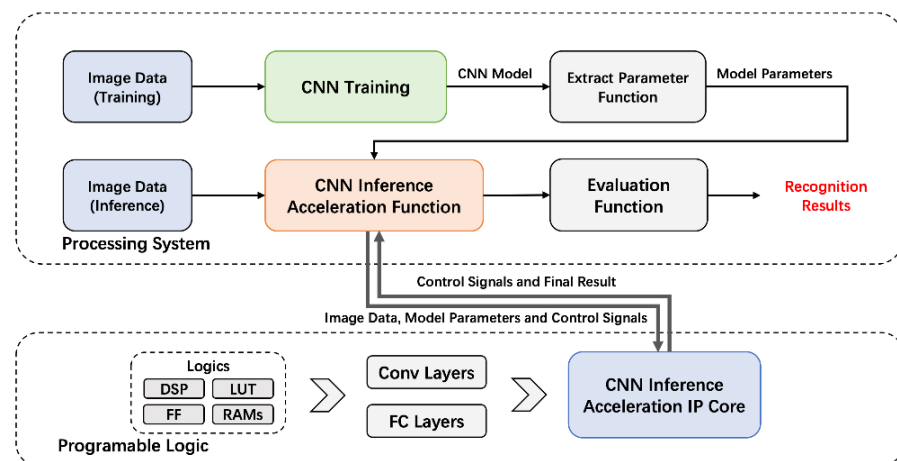 Image Data
(Training)
CNN Training
CNN Model
Extract Parameter
Function
Model Parameters
Image Data
(Inference)
CNN Inference
Acceleration Function
Evaluation
Function
Recognition
Results
Processing System
Control Signals and Final Result
Image Data, Model Parameters and Control Signals
Logics
DSP
LUT
FF
RAMs
Conv Layers
FC Layers
CNN Inference
Acceleration IP Core
Programable Logic